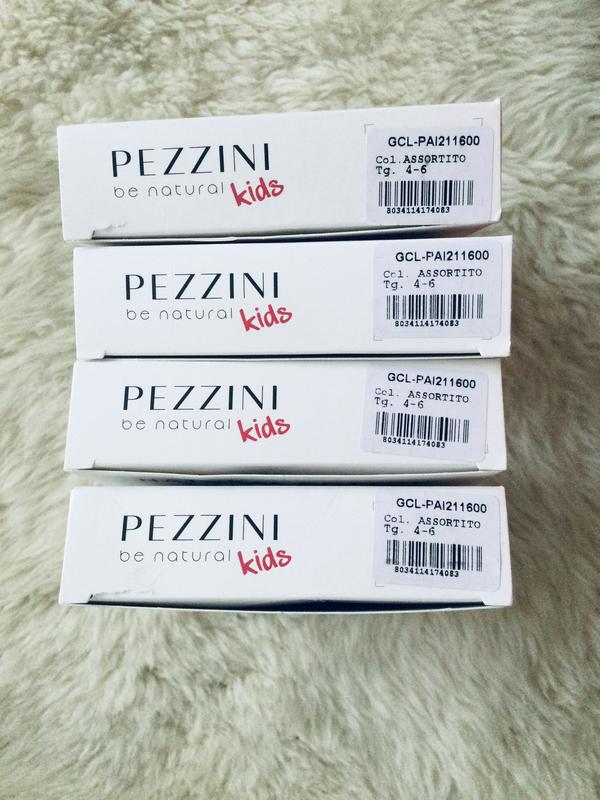 PEZZINI
be natural kids
GCL-PAI211600
Col.ASSORTITO
Tg. 4-6
8034114174083
PEZZINI
be natural kids
GCL-PAI211600
Col. ASSORTITO
Tg. 4-6
8034114174083
PEZZINI
be natural kids
GCL-PAI211600
Col. ASSORTITO
Tg. 4-6
8034114174083
PEZZINI
be natural kids
GCL-PAI211600
Col. ASSORTITO
Tg. 4-6
8034114174083